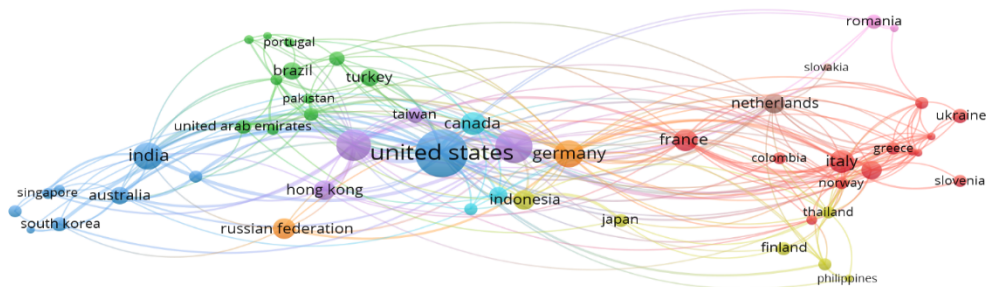 romania
portugal
slovakia
brazil
turkey
pakistan
netherlands
taiwan
ukraine
canada
united arab emirates
france
greece
united states
germany
india
colombia
italy
norway
slovenia
singapore
hong kong
australia
indonesia
thailand
japan
south korea
russian federation
finland
philippines